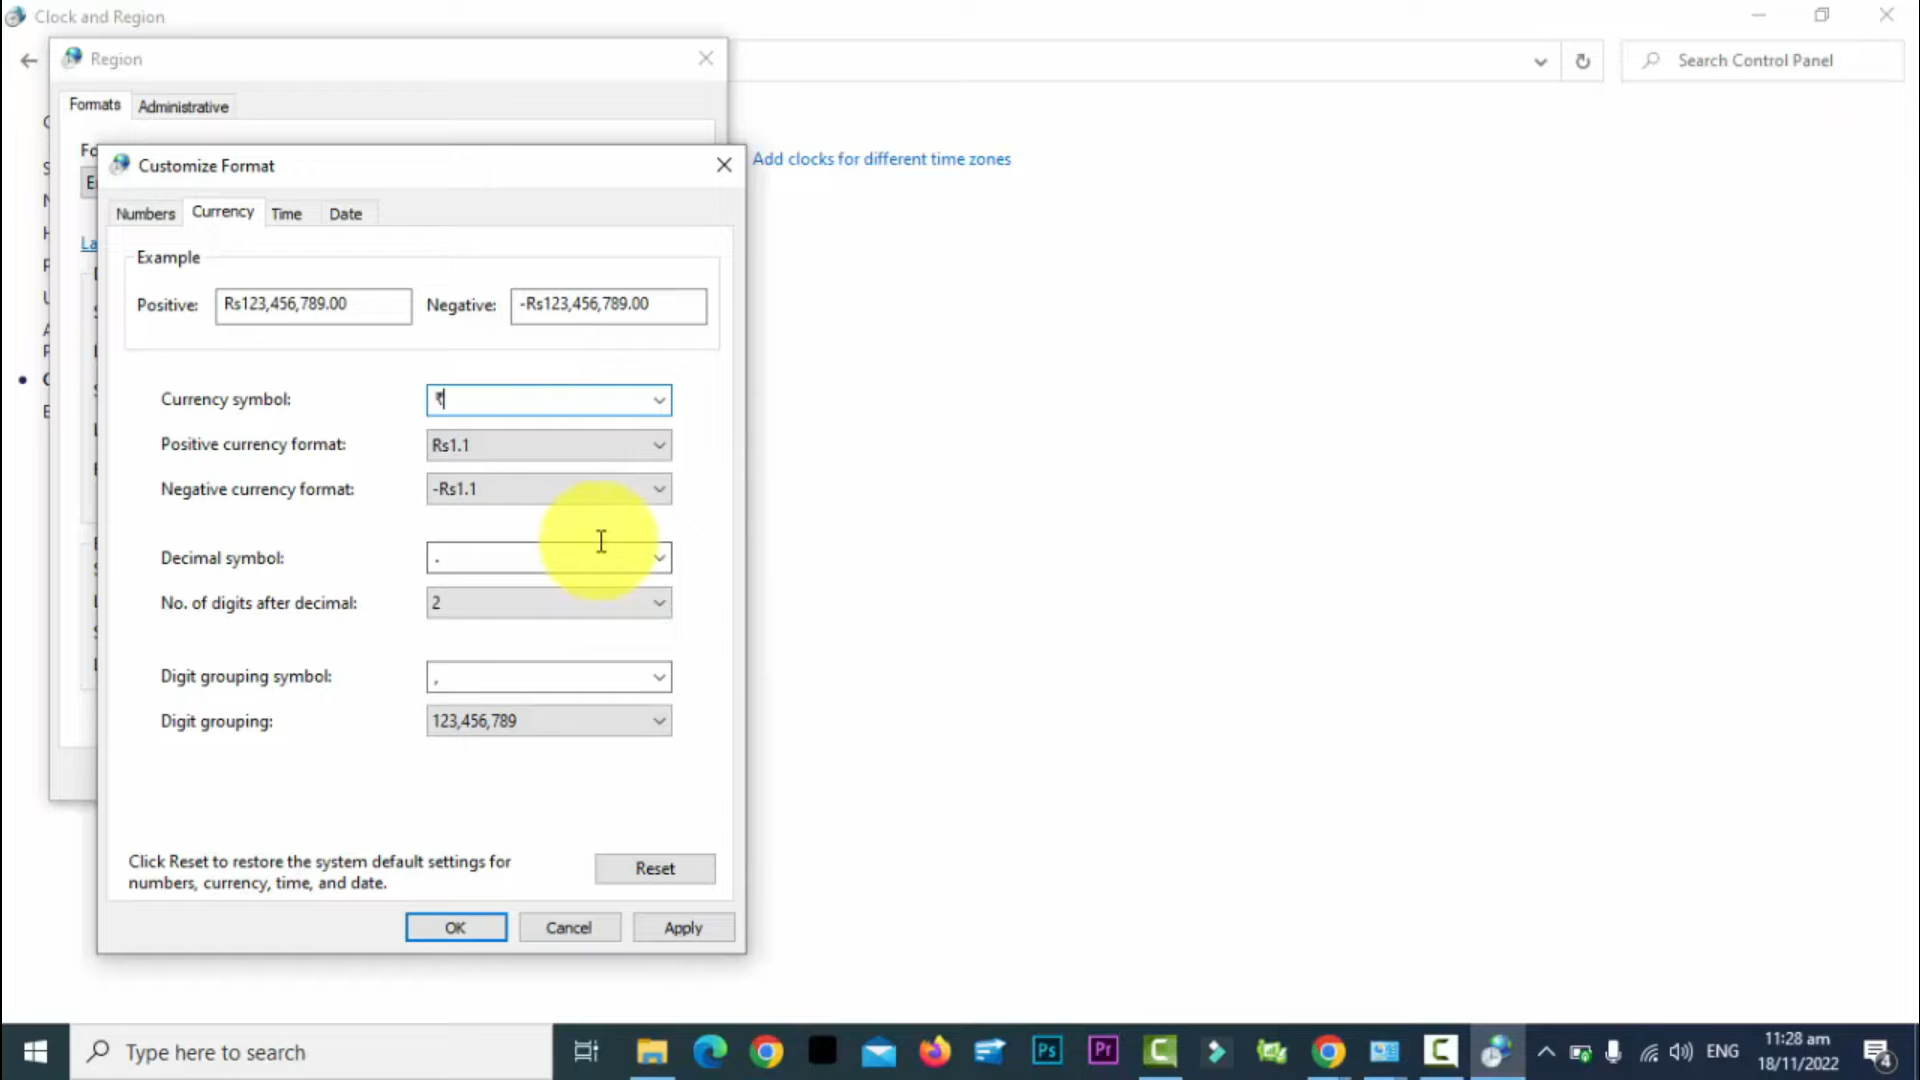 Clock and Region
Region
Search Control Panel
Formats
Administrative
Add clocks for different time zones
Customize Format
Numbers
Currency
Time
Date
Example
Positive:
Rs123,456,789.00
Negative:
-Rs123,456,789.00
Currency symbol:
₹
Positive currency format:
Rs1.1
Negative currency format:
-Rs1.1
Decimal symbol:
.
No. of digits after decimal:
2
Digit grouping symbol:
,
Digit grouping:
123,456,789
Click Reset to restore the system default settings for
numbers, currency, time, and date.
Reset
OK
Cancel
Apply
Type here to search
Ps
Pr
ENG
11:28 am
18/11/2022
4